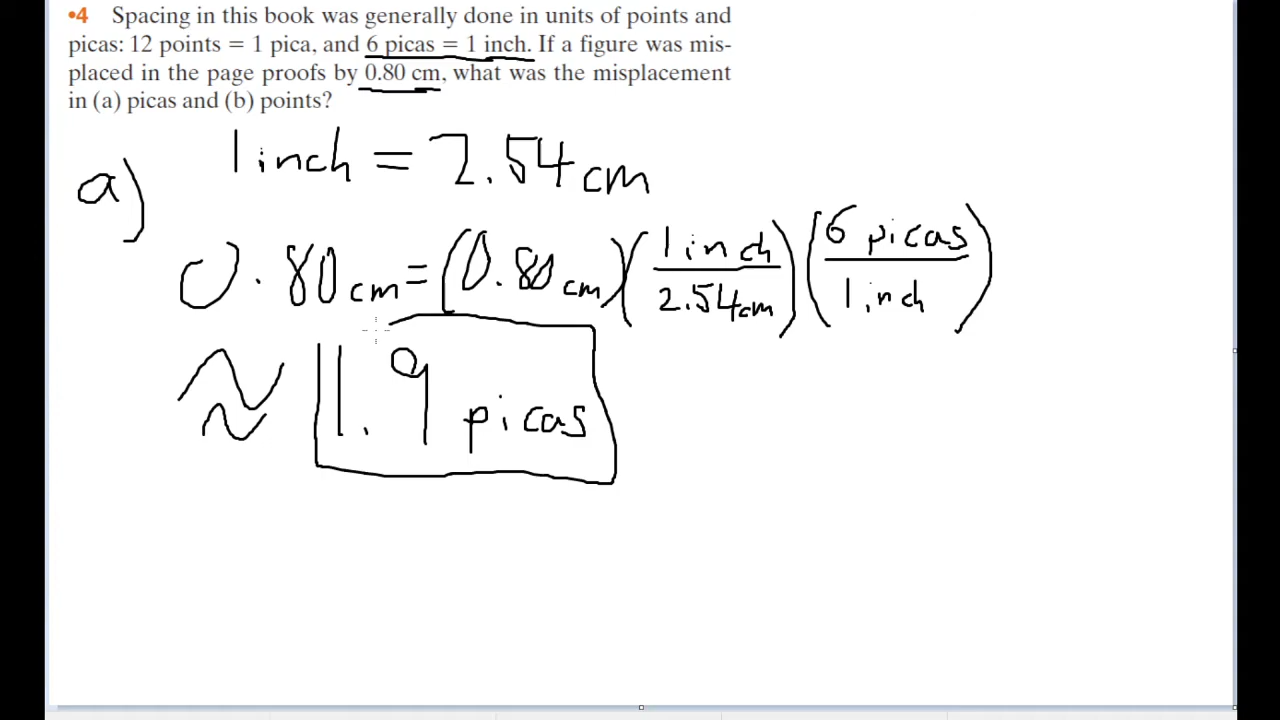 •4 Spacing in this book was generally done in units of points and
picas: 12 points = 1 pica, and 6 picas = 1 inch. If a figure was mis-
placed in the page proofs by 0.80 cm, what was the misplacement
in (a) picas and (b) points?
1 inch = 2.54 cm
a)
0.80 cm = (0.80 cm)(1 inch / 2.54 cm)(6 picas / 1 inch)
≈ 11.9 picas